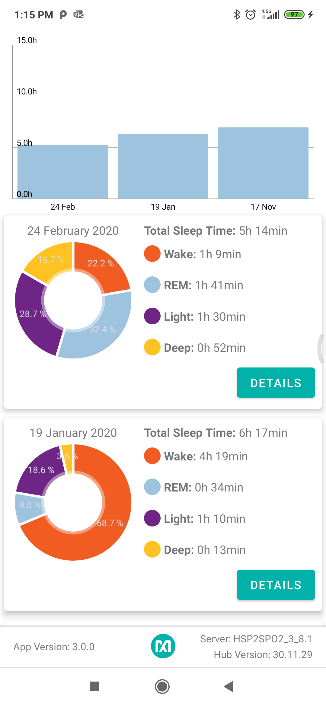 1:15 PM
97
15.0h
10.0h
5.0h
0.0h
24 Feb 19 Jan 17 Nov
24 February 2020
Total Sleep Time: 5h 14min
16.7 %
22.2 %
28.7 %
32.4 %
Wake: 1h 9min
REM: 1h 41min
Light: 1h 30min
Deep: 0h 52min
DETAILS
19 January 2020
Total Sleep Time: 6h 17min
18.6 %
9.0 %
68.7 %
Wake: 4h 19min
REM: 0h 34min
Light: 1h 10min
Deep: 0h 13min
DETAILS
App Version: 3.0.0
Server: HSP2SPO2_3_8.1
Hub Version: 30.11.29